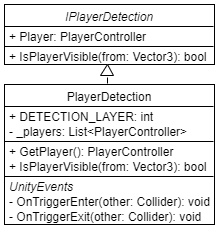 IPlayerDetection
+ Player: PlayerController
+ IsPlayerVisible(from: Vector3): bool
PlayerDetection
+ DETECTION_LAYER: int
- _players: List<PlayerController>
+ GetPlayer(): PlayerController
+ IsPlayerVisible(from: Vector3): bool
UnityEvents
- OnTriggerEnter(other: Collider): void
- OnTriggerExit(other: Collider): void